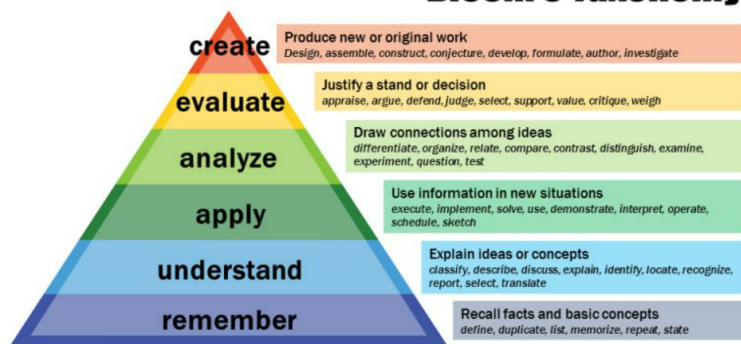 create
Produce new or original work
Design, assemble, construct, conjecture, develop, formulate, author, investigate
evaluate
Justify a stand or decision
appraise, argue, defend, judge, select, support, value, critique, weigh
analyze
Draw connections among ideas
differentiate, organize, relate, compare, contrast, distinguish, examine,
experiment, question, test
apply
Use information in new situations
execute, implement, solve, use, demonstrate, interpret, operate,
schedule, sketch
understand
Explain ideas or concepts
classify, describe, discuss, explain, identify, locate, recognize,
report, select, translate
remember
Recall facts and basic concepts
define, duplicate, list, memorize, repeat, state